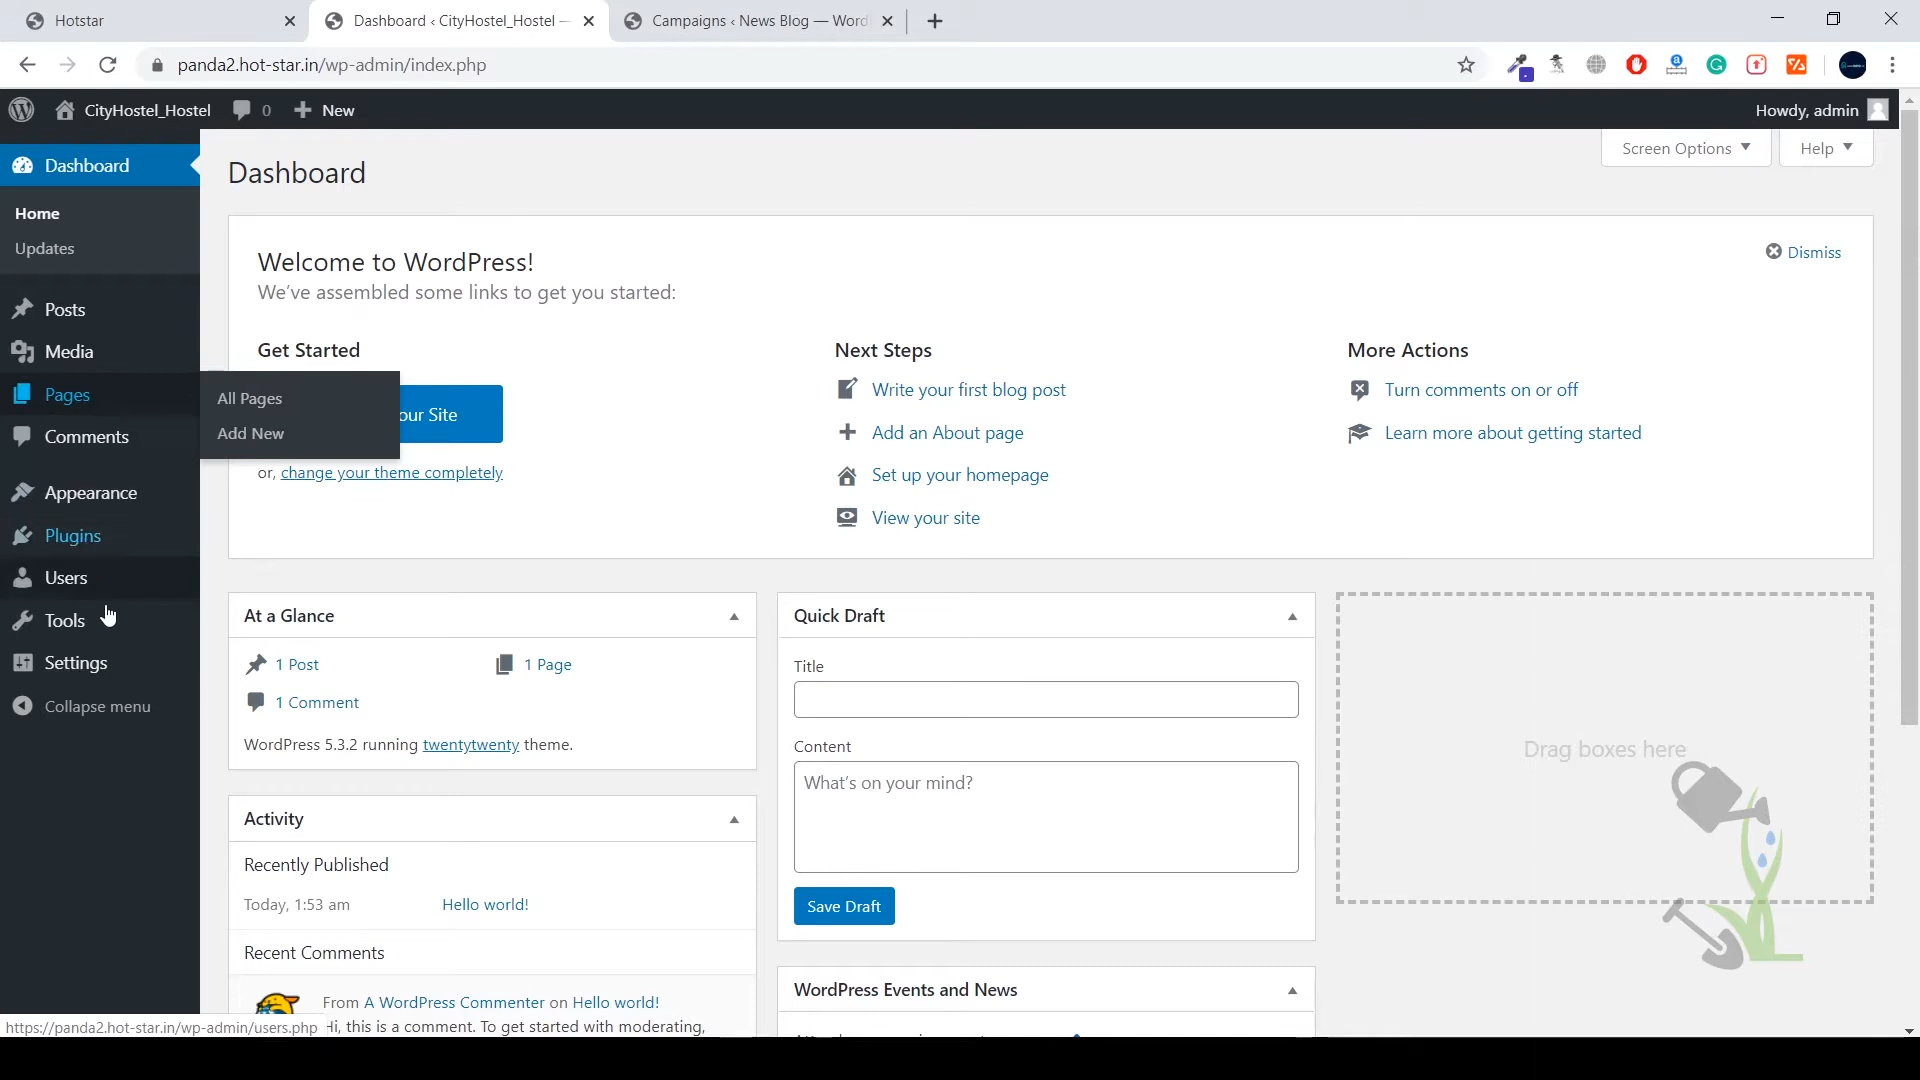 Hotstar
Dashboard ‹ CityHostel_Hostel —
Campaigns ‹ News Blog — Word
panda2.hot-star.in/wp-admin/index.php
CityHostel_Hostel
0
New
Howdy, admin
Dashboard
Home
Updates
Posts
Media
Pages
Comments
Appearance
Plugins
Users
Tools
Settings
Collapse menu
All Pages
Add New
Dashboard
Screen Options
Help
Welcome to WordPress!
We've assembled some links to get you started:
Dismiss
Get Started
our Site
or, change your theme completely
Next Steps
Write your first blog post
Add an About page
Set up your homepage
View your site
More Actions
Turn comments on or off
Learn more about getting started
At a Glance
1 Post
1 Page
1 Comment
WordPress 5.3.2 running twentytwenty theme.
Activity
Recently Published
Today, 1:53 am
Hello world!
Recent Comments
From A WordPress Commenter on Hello world!
Hi, this is a comment. To get started with moderating,
Quick Draft
Title
Content
What's on your mind?
Save Draft
WordPress Events and News
Drag boxes here
https://panda2.hot-star.in/wp-admin/users.php